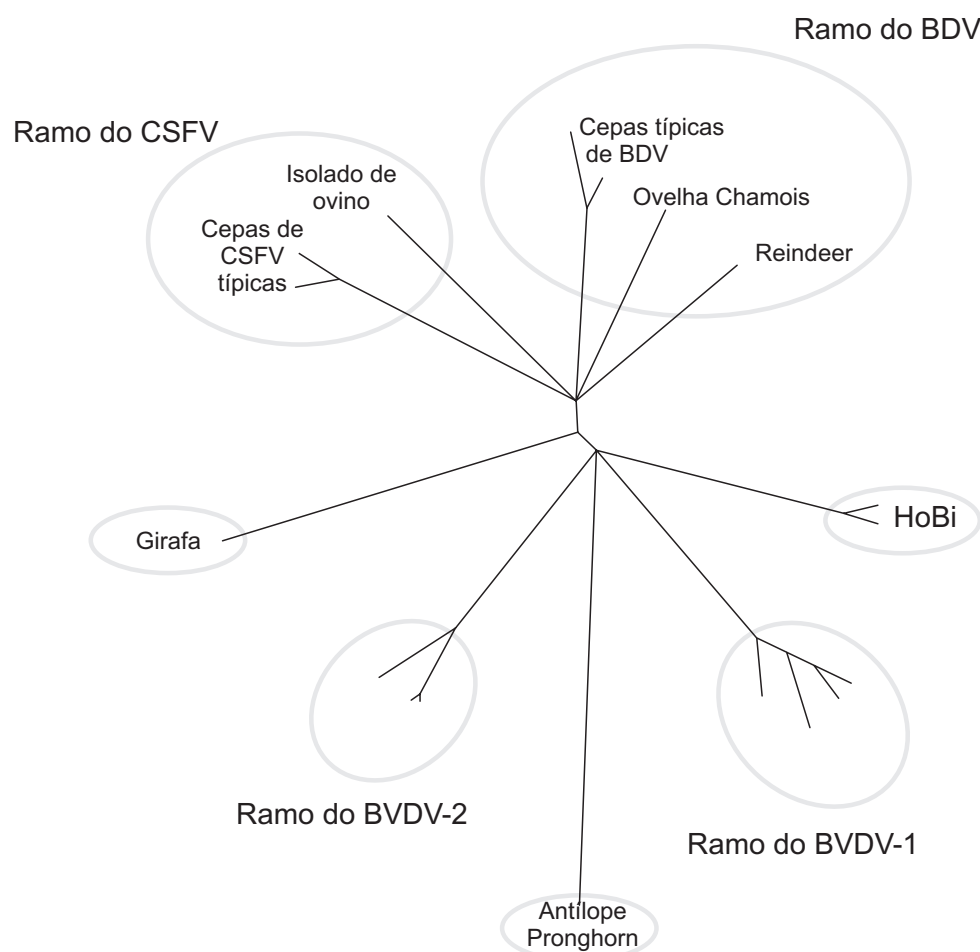 Ramo do BDV
Ramo do CSFV
Cepas típicas
de BDV
Isolado de
ovino
Ovelha Chamois
Cepas de
CSFV
típicas
Reindeer
HoBi
Girafa
Ramo do BVDV-2
Ramo do BVDV-1
Antílope
Pronghorn